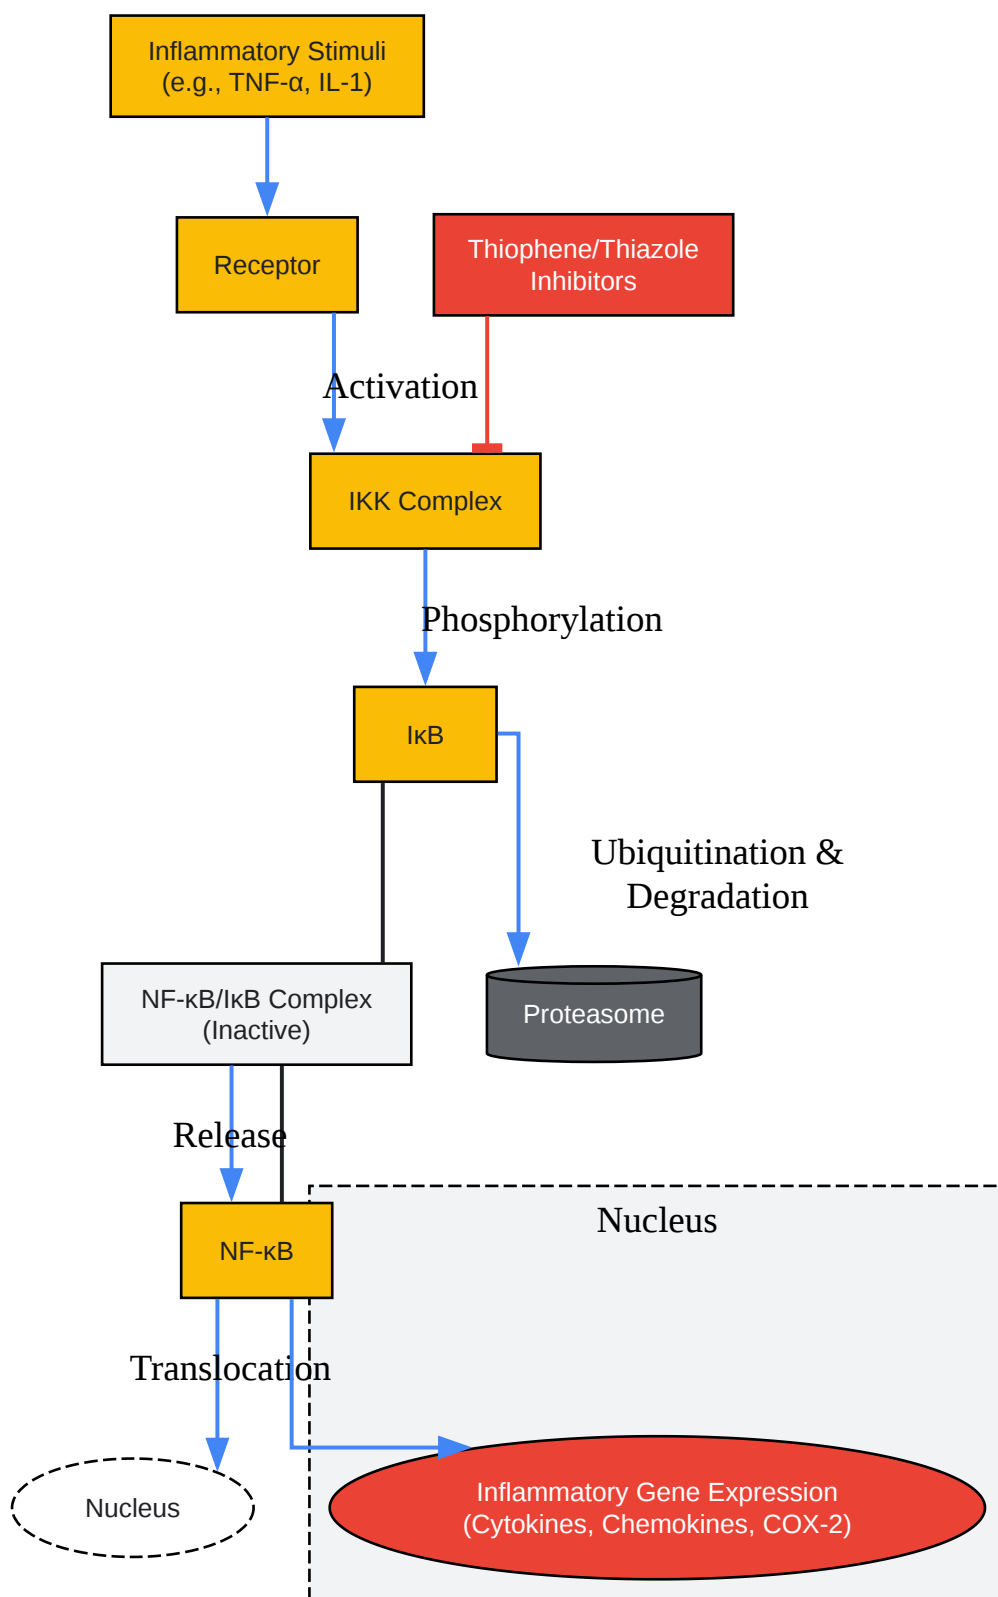 Inflammatory Stimuli
(e.g., TNF-α, IL-1)
Receptor
Thiophene/Thiazole
Inhibitors
Activation
IKK Complex
Phosphorylation
IκB
Ubiquitination &
Degradation
NF-κB/IκB Complex
(Inactive)
Proteasome
Release
Nucleus
NF-κB
Translocation
Nucleus
Inflammatory Gene Expression
(Cytokines, Chemokines, COX-2)